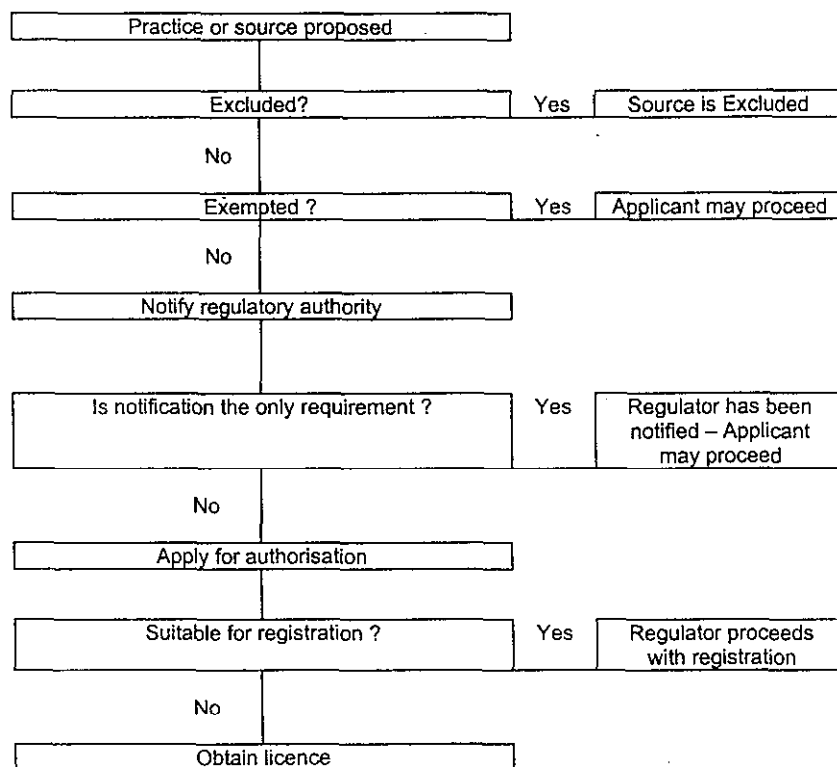 Practice or source proposed
Excluded?
Yes
Source is Excluded
No
Exempted ?
Yes
Applicant may proceed
No
Notify regulatory authority
Is notification the only requirement ?
Yes
Regulator has been
notified – Applicant
may proceed
No
Apply for authorisation
Suitable for registration ?
Yes
Regulator proceeds
with registration
No
Obtain licence